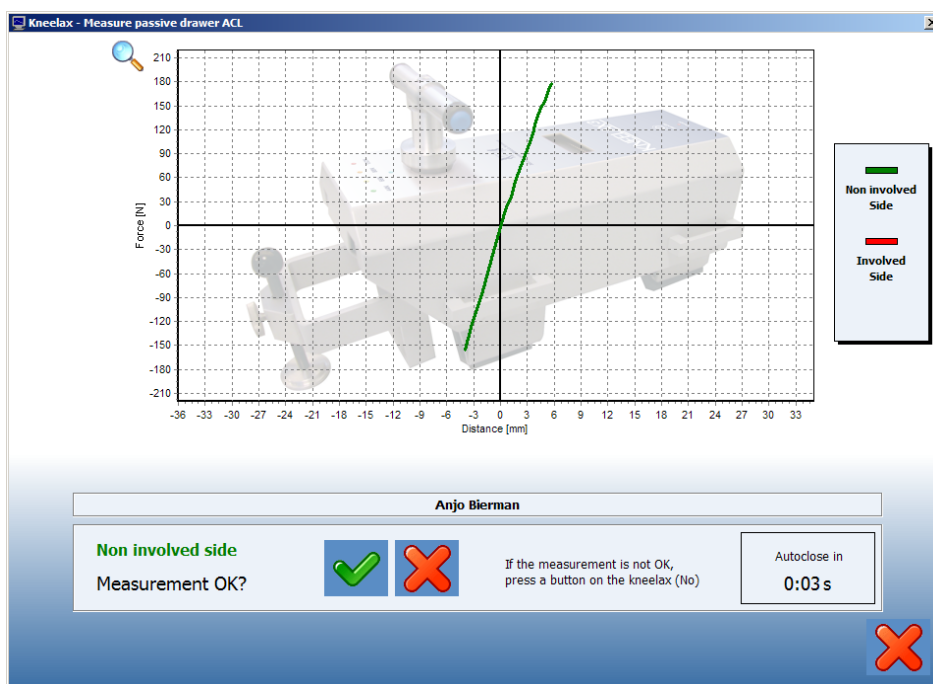 Kneelax - Measure passive drawer ACL
210
180
150
120
90
60
30
0
-30
-60
-90
-120
-150
-180
-210
Force [N]
-36 -33 -30 -27 -24 -21 -18 -15 -12 -9 -6 -3 0 3 6 9 12 15 18 21 24 27 30 33
Distance [mm]
Non involved
Side
Involved
Side
Anjo Bierman
Non involved side
Measurement OK?
If the measurement is not OK,
press a button on the kneelax (No)
Autoclose in
0:03 s